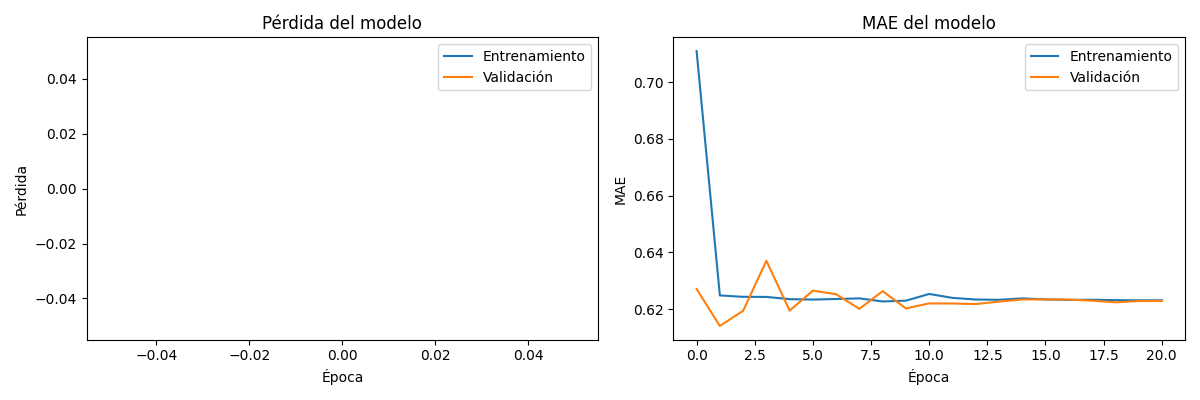 Pérdida del modelo
Entrenamiento
Validación
0.04
0.02
0.00
−0.02
−0.04
Pérdida
−0.04
−0.02
0.00
0.02
0.04
Época
MAE del modelo
Entrenamiento
Validación
0.70
0.68
0.66
0.64
0.62
MAE
0.0
2.5
5.0
7.5
10.0
12.5
15.0
17.5
20.0
Época